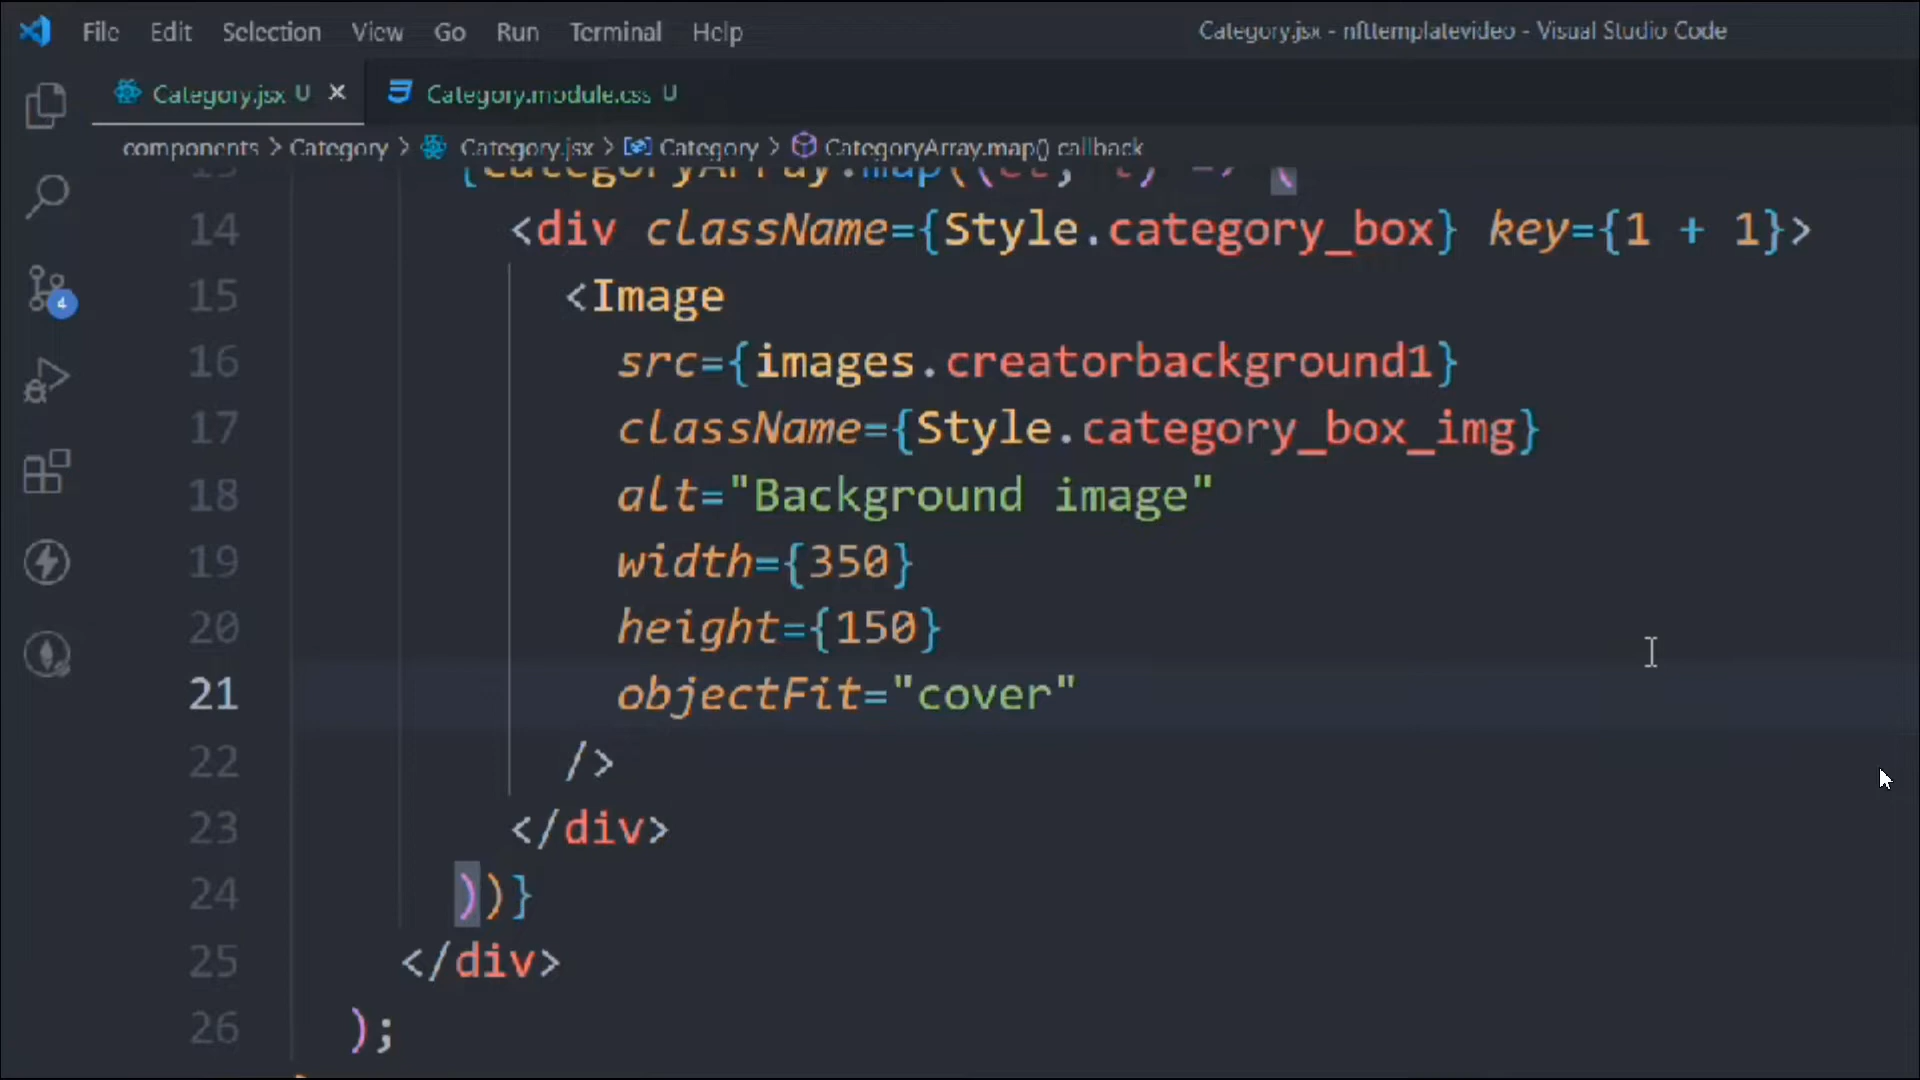 File Edit Selection View Go Run Terminal Help Category.jsx - nfttemplatevideo - Visual Studio Code
Category.jsx U Category.module.css U
components > Category > Category.jsx > Category > CategoryArray.map() callback
{CategoryArray.map((
14 <div className={Style.category_box} key={1 + 1}>
15 <Image
16 src={images.creatorbackground1}
17 className={Style.category_box_img}
18 alt="Background image"
19 width={350}
20 height={150}
21 objectFit="cover"
22 />
23 </div>
24 ))}
25 </div>
26 );
4